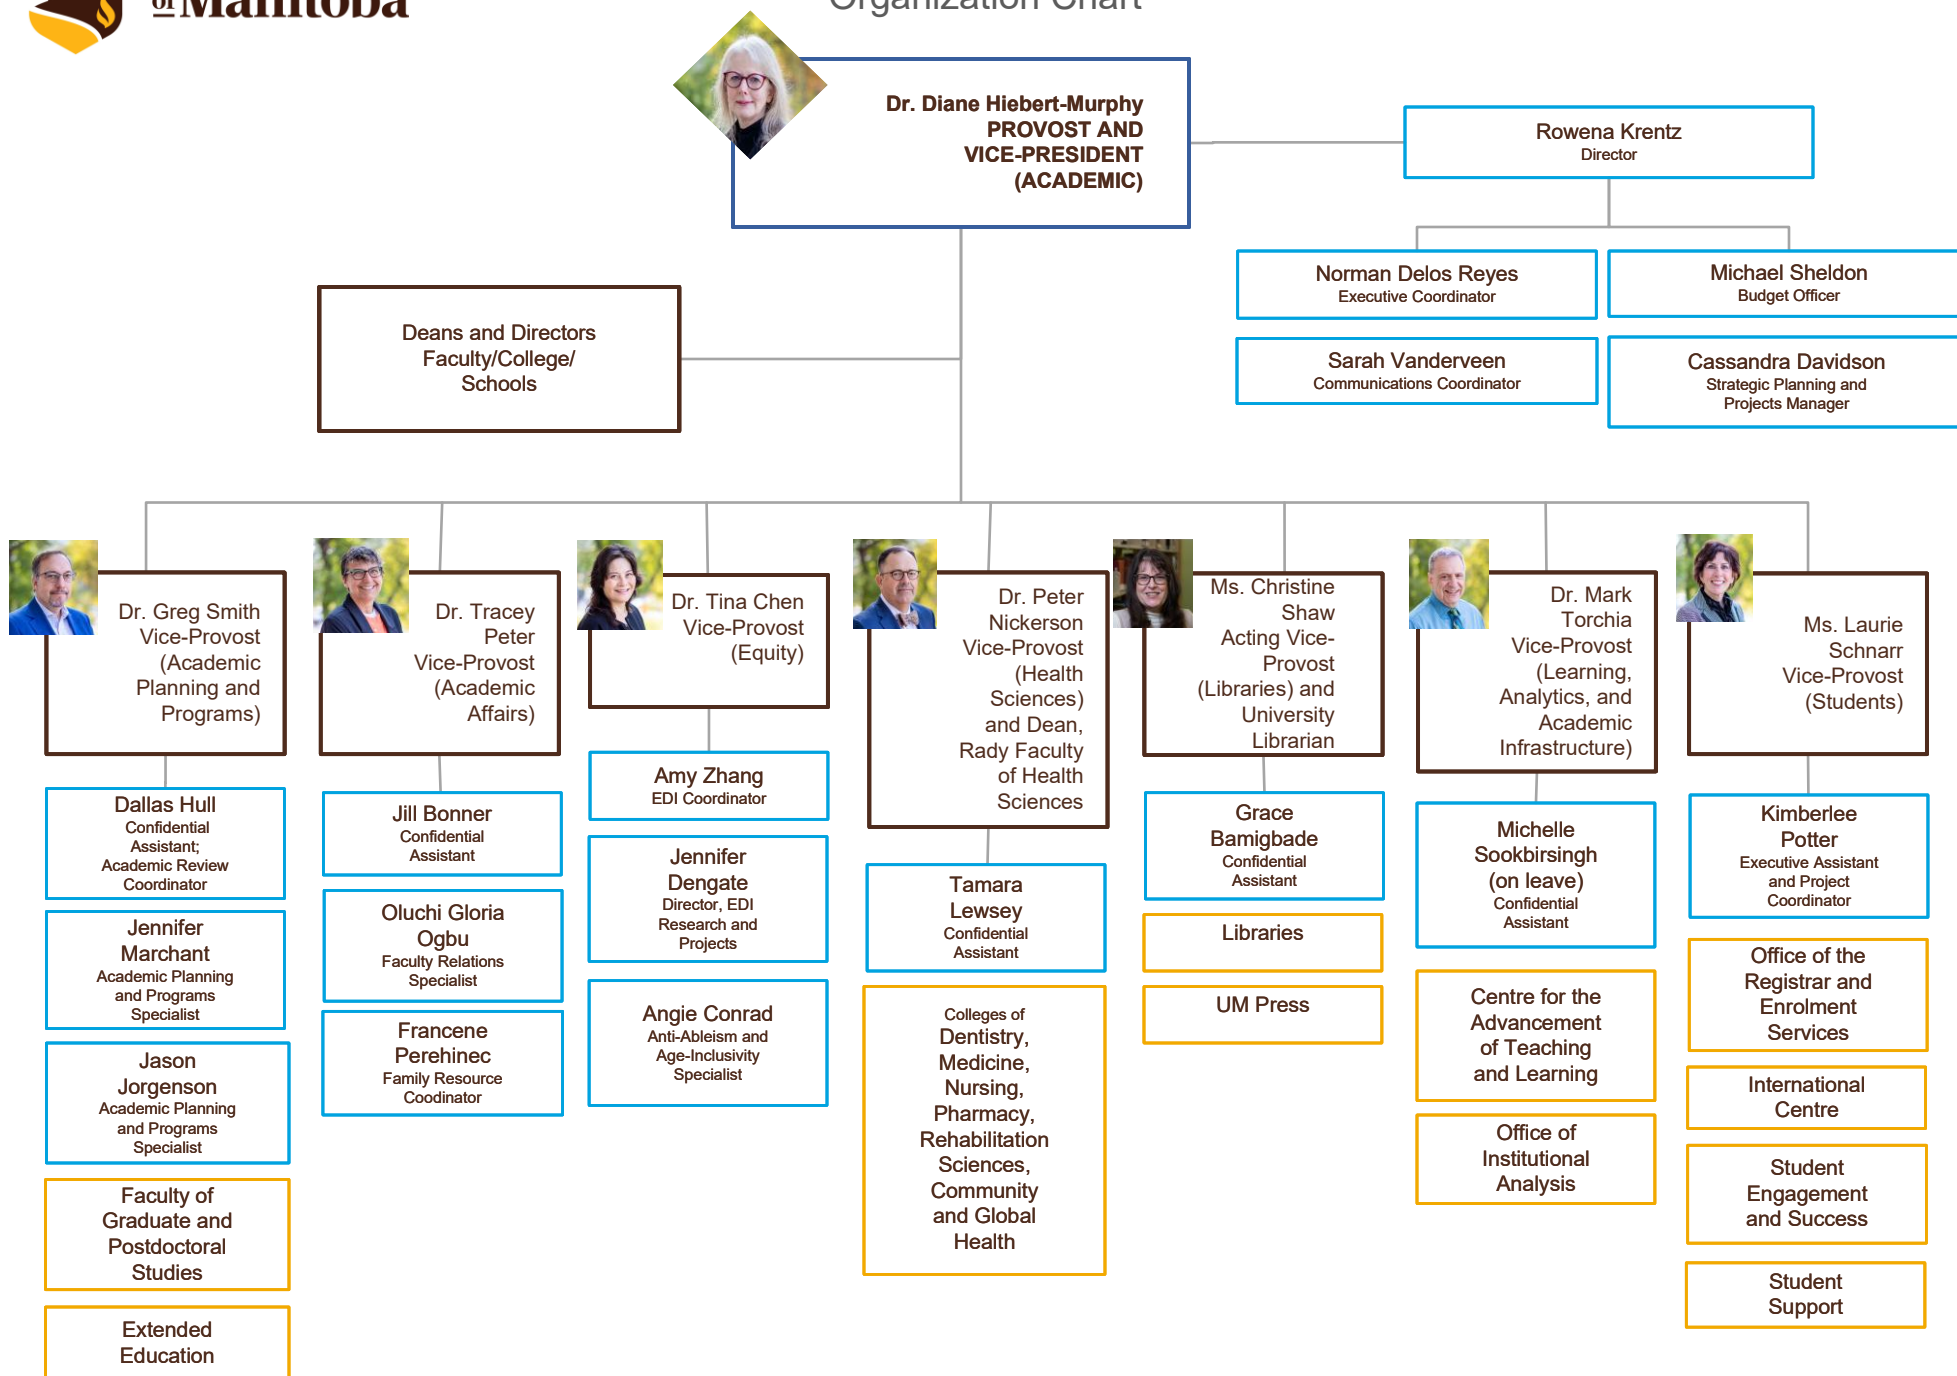 of Manitoba
Organization Chart
Dr. Diane Hiebert-Murphy
PROVOST AND
VICE-PRESIDENT
(ACADEMIC)
Rowena Krentz
Director
Norman Delos Reyes
Executive Coordinator
Michael Sheldon
Budget Officer
Sarah Vanderveen
Communications Coordinator
Cassandra Davidson
Strategic Planning and
Projects Manager
Deans and Directors
Faculty/College/
Schools
Dr. Greg Smith
Vice-Provost
(Academic
Planning and
Programs)
Dallas Hull
Confidential
Assistant;
Academic Review
Coordinator
Jennifer
Marchant
Academic Planning
and Programs
Specialist
Jason
Jorgenson
Academic Planning
and Programs
Specialist
Faculty of
Graduate and
Postdoctoral
Studies
Extended
Education
Dr. Tracey
Peter
Vice-Provost
(Academic
Affairs)
Jill Bonner
Confidential
Assistant
Oluchi Gloria
Ogbu
Faculty Relations
Specialist
Francene
Perehinec
Family Resource
Coodinator
Dr. Tina Chen
Vice-Provost
(Equity)
Amy Zhang
EDI Coordinator
Jennifer
Dengate
Director, EDI
Research and
Projects
Angie Conrad
Anti-Ableism and
Age-Inclusivity
Specialist
Dr. Peter
Nickerson
Vice-Provost
(Health
Sciences)
and Dean,
Rady Faculty
of Health
Sciences
Tamara
Lewsey
Confidential
Assistant
Colleges of
Dentistry,
Medicine,
Nursing,
Pharmacy,
Rehabilitation
Sciences,
Community
and Global
Health
Ms. Christine
Shaw
Acting Vice-
Provost
(Libraries) and
University
Librarian
Grace
Bamigbade
Confidential
Assistant
Libraries
UM Press
Dr. Mark
Torchia
Vice-Provost
(Learning,
Analytics, and
Academic
Infrastructure)
Michelle
Sookbirsingh
(on leave)
Confidential
Assistant
Centre for the
Advancement
of Teaching
and Learning
Office of
Institutional
Analysis
Ms. Laurie
Schnarr
Vice-Provost
(Students)
Kimberlee
Potter
Executive Assistant
and Project
Coordinator
Office of the
Registrar and
Enrolment
Services
International
Centre
Student
Engagement
and Success
Student
Support